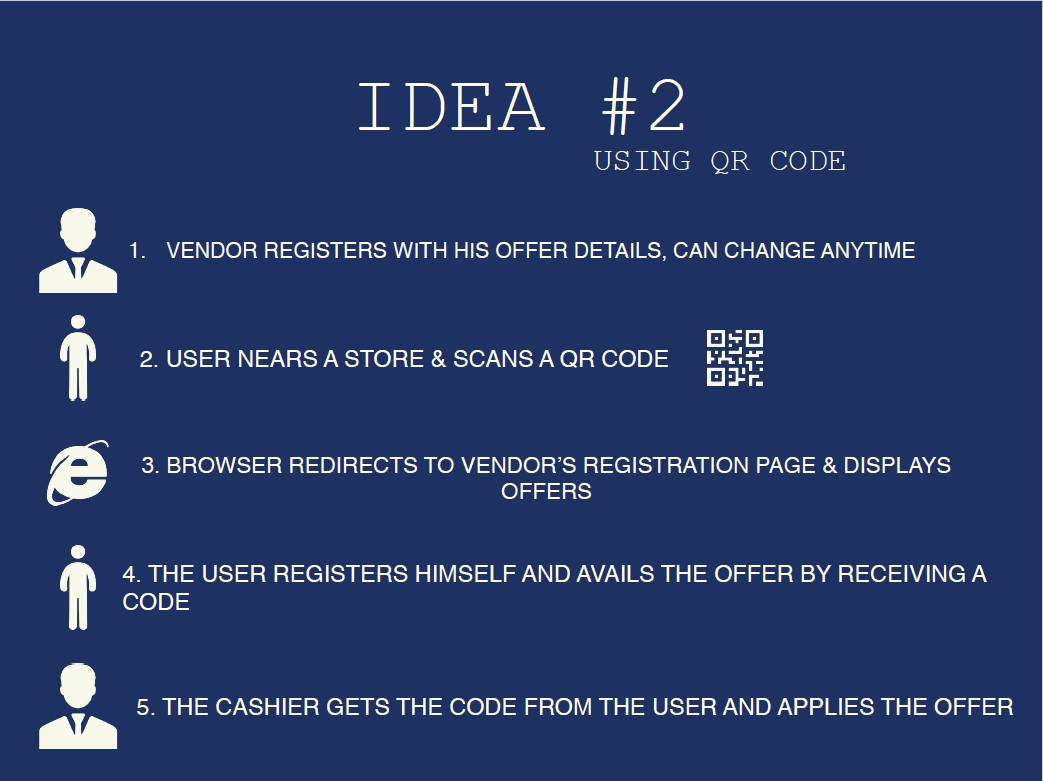 IDEA #2
USING QR CODE
1. VENDOR REGISTERS WITH HIS OFFER DETAILS, CAN CHANGE ANYTIME
2. USER NEARS A STORE & SCANS A QR CODE
3. BROWSER REDIRECTS TO VENDOR’S REGISTRATION PAGE & DISPLAYS
OFFERS
4. THE USER REGISTERS HIMSELF AND AVAILS THE OFFER BY RECEIVING A
CODE
5. THE CASHIER GETS THE CODE FROM THE USER AND APPLIES THE OFFER